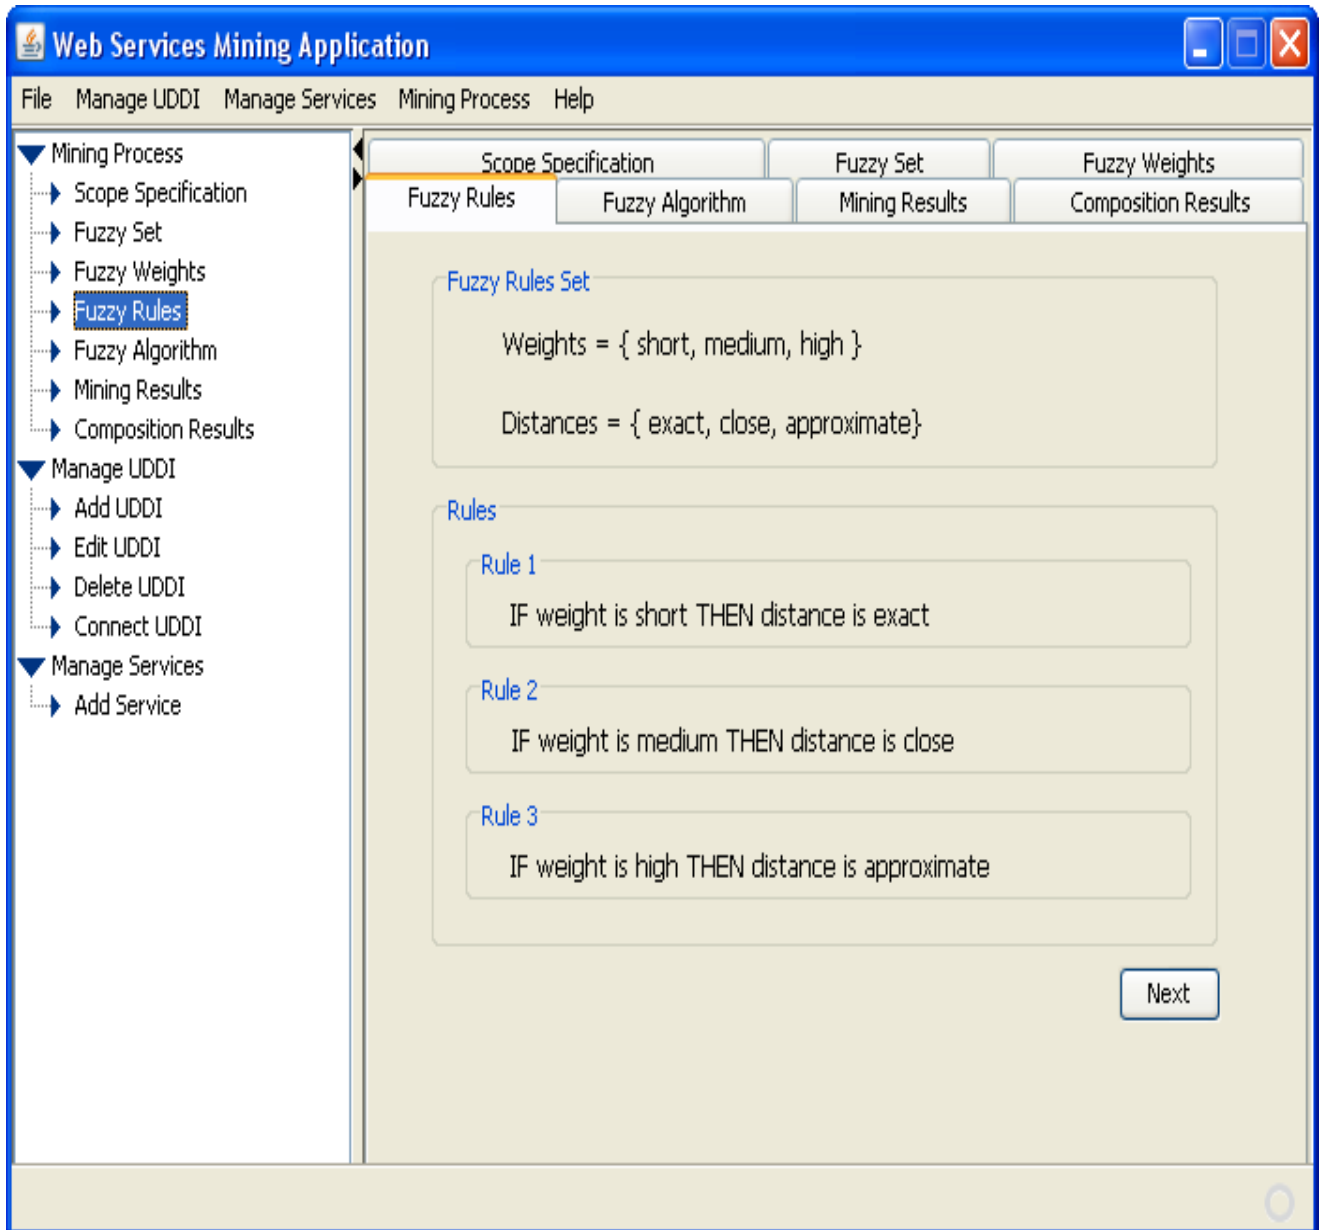 Web Services Mining Application
File Manage UDDI Manage Services Mining Process Help
Mining Process
Scope Specification
Fuzzy Set
Fuzzy Weights
Fuzzy Rules
Fuzzy Algorithm
Mining Results
Composition Results
Manage UDDI
Add UDDI
Edit UDDI
Delete UDDI
Connect UDDI
Manage Services
Add Service
Scope Specification Fuzzy Set Fuzzy Weights
Fuzzy Rules Fuzzy Algorithm Mining Results Composition Results
Fuzzy Rules Set
Weights = { short, medium, high }
Distances = { exact, close, approximate}
Rules
Rule 1
IF weight is short THEN distance is exact
Rule 2
IF weight is medium THEN distance is close
Rule 3
IF weight is high THEN distance is approximate
Next